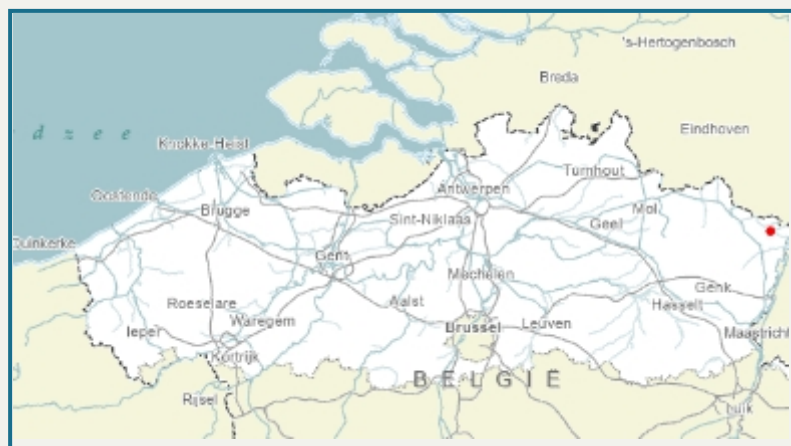 's-Hertogenbosch
Breda
d z e e
Eindhoven
Knokke-Heist
Turnhout
Antwerpen
Oostende
Mol
Brugge
Sint-Niklaas
Geel
Duinkerke
Gent
Mechelen
Genk
Roeselare
Aalst
Hasselt
Waregem
Ieper
Brussel
Leuven
Maastricht
Kortrijk
BELGIË
Rijsel
Luik